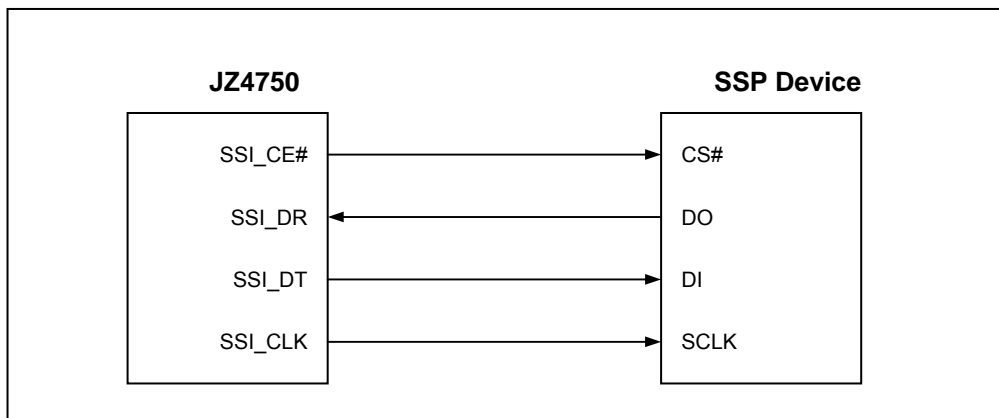 JZ4750 SSP Device
SSI_CE# CS#
SSI_DR DO
SSI_DT DI
SSI_CLK SCLK